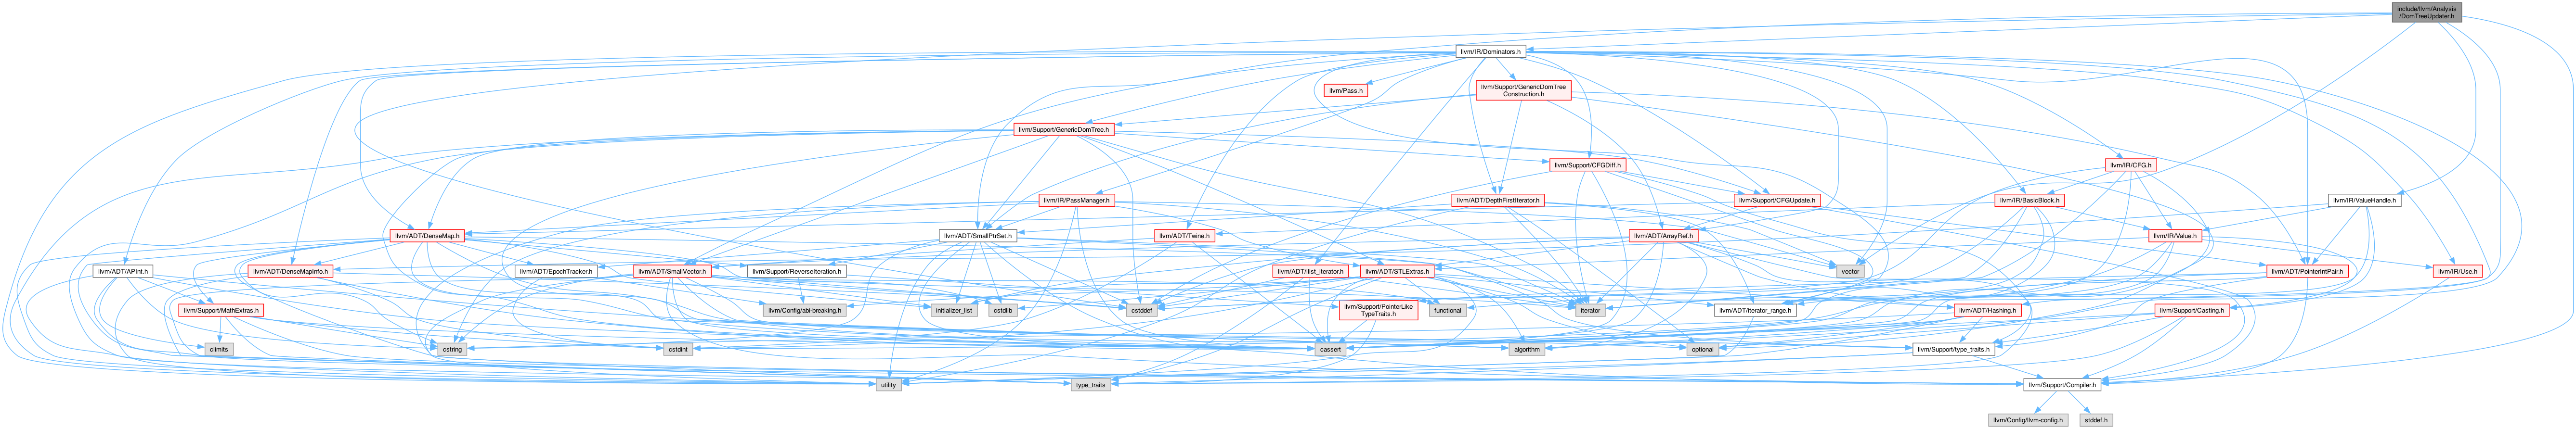 include/llvm/Analysis
/DomTreeUpdater.h
llvm/IR/Dominators.h
llvm/Pass.h
llvm/Support/GenericDomTree
Construction.h
llvm/Support/GenericDomTree.h
llvm/Support/CFGDiff.h
llvm/IR/CFG.h
llvm/IR/PassManager.h
llvm/ADT/DepthFirstIterator.h
llvm/Support/CFGUpdate.h
llvm/IR/BasicBlock.h
llvm/IR/ValueHandle.h
llvm/ADT/DenseMap.h
llvm/ADT/SmallPtrSet.h
llvm/ADT/Twine.h
llvm/ADT/ArrayRef.h
llvm/IR/Value.h
llvm/ADT/APInt.h
llvm/ADT/DenseMapInfo.h
llvm/ADT/EpochTracker.h
llvm/ADT/SmallVector.h
llvm/Support/ReverseIteration.h
llvm/ADT/ilist_iterator.h
llvm/ADT/STLExtras.h
vector
llvm/ADT/PointerIntPair.h
llvm/IR/Use.h
llvm/Support/MathExtras.h
llvm/Config/abi-breaking.h
initializer_list
cstdlib
cstddef
llvm/Support/PointerLike
TypeTraits.h
functional
iterator
llvm/ADT/iterator_range.h
llvm/ADT/Hashing.h
llvm/Support/Casting.h
climits
cstring
cstdint
cassert
algorithm
optional
llvm/Support/type_traits.h
utility
type_traits
llvm/Support/Compiler.h
llvm/Config/llvm-config.h
stddef.h